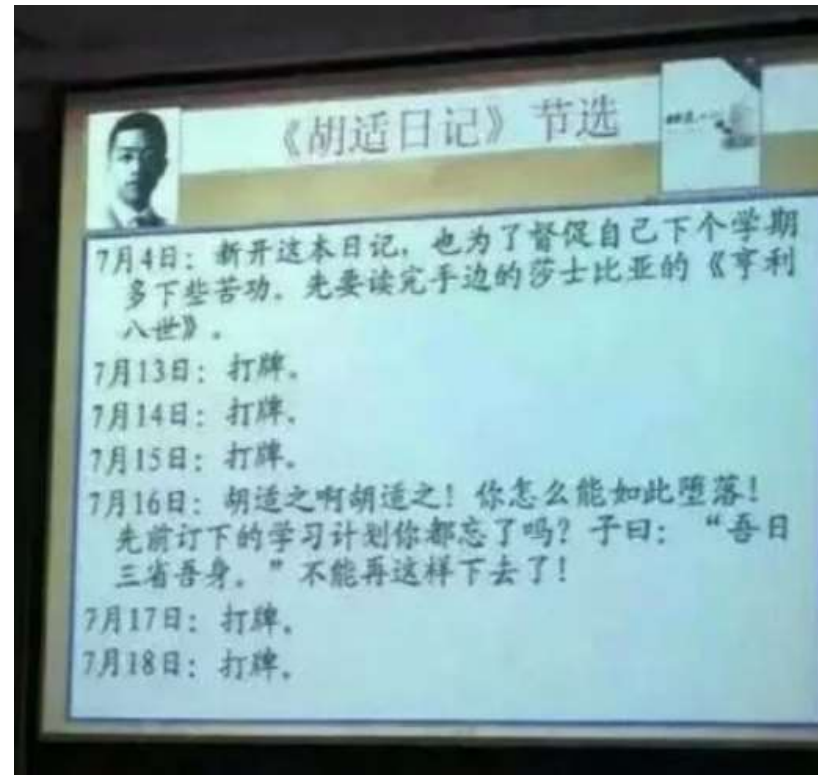 《胡适日记》节选
7月4日：新开这本日记，也为了督促自己下个学期
多下些苦功。先要读完手边的莎士比亚的《亨利
八世》。
7月13日：打牌。
7月14日：打牌。
7月15日：打牌。
7月16日：胡适之啊胡适之！你怎么能如此堕落！
先前订下的学习计划你都忘了吗？子曰：“吾日
三省吾身。”不能再这样下去了！
7月17日：打牌。
7月18日：打牌。